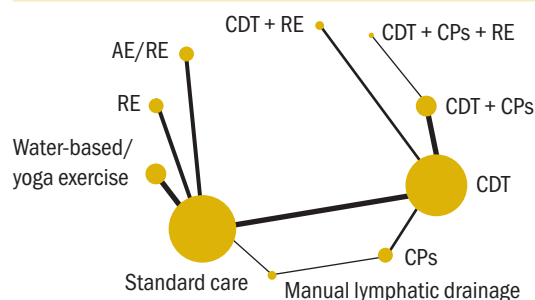 CDT + RE
CDT + CPs + RE
AE/RE
RE
CDT + CPs
Water-based/
yoga exercise
CDT
CPs
Standard care
Manual lymphatic drainage